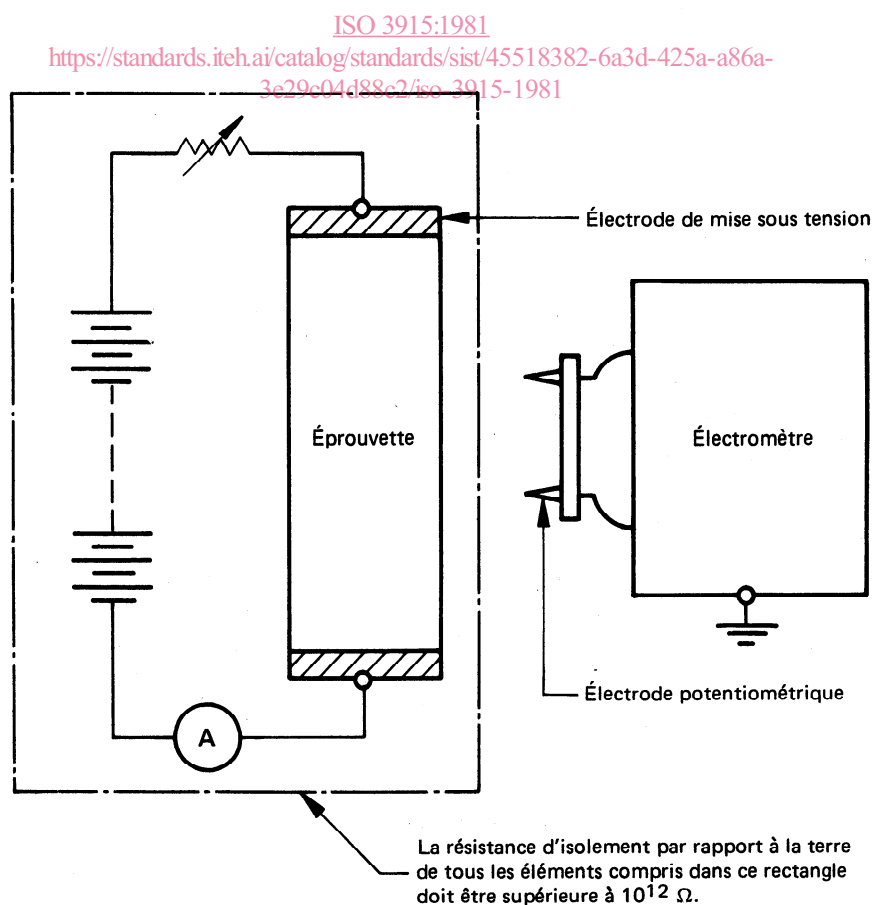 ISO 3915:1981
https://standards.iteh.ai/catalog/standards/sist/45518382-6a3d-425a-a86a-
3e29c04d88c2/iso-3915-1981
Électrode de mise sous tension
Éprouvette
Électromètre
Électrode potentiométrique
A
La résistance d'isolement par rapport à la terre
de tous les éléments compris dans ce rectangle
doit être supérieure à 10¹² Ω.